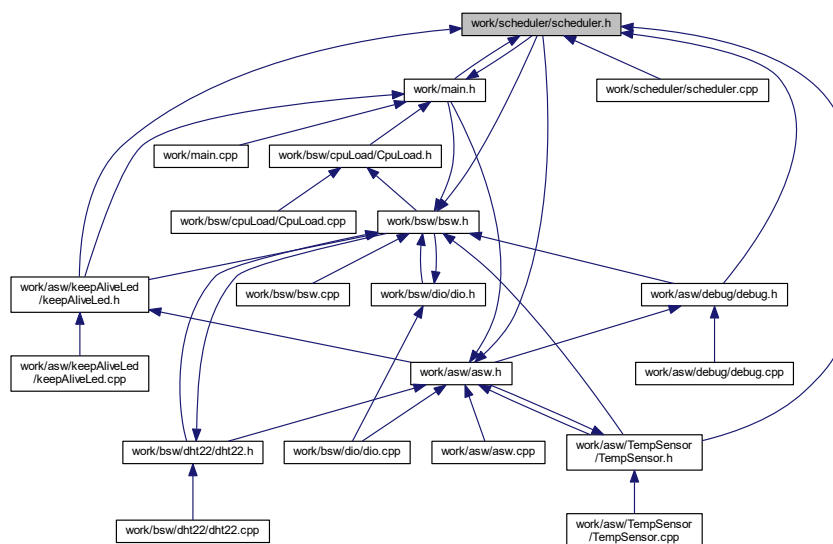 work/scheduler/scheduler.h
work/main.h
work/scheduler/scheduler.cpp
work/main.cpp
work/bsw/cpuLoad/CpuLoad.h
work/bsw/cpuLoad/CpuLoad.cpp
work/bsw/bsw.h
work/asw/keepAliveLed
/keepAliveLed.h
work/bsw/bsw.cpp
work/bsw/dio/dio.h
work/asw/debug/debug.h
work/asw/keepAliveLed
/keepAliveLed.cpp
work/asw/asw.h
work/asw/debug/debug.cpp
work/bsw/dht22/dht22.h
work/bsw/dio/dio.cpp
work/asw/asw.cpp
work/asw/TempSensor
/TempSensor.h
work/bsw/dht22/dht22.cpp
work/asw/TempSensor
/TempSensor.cpp